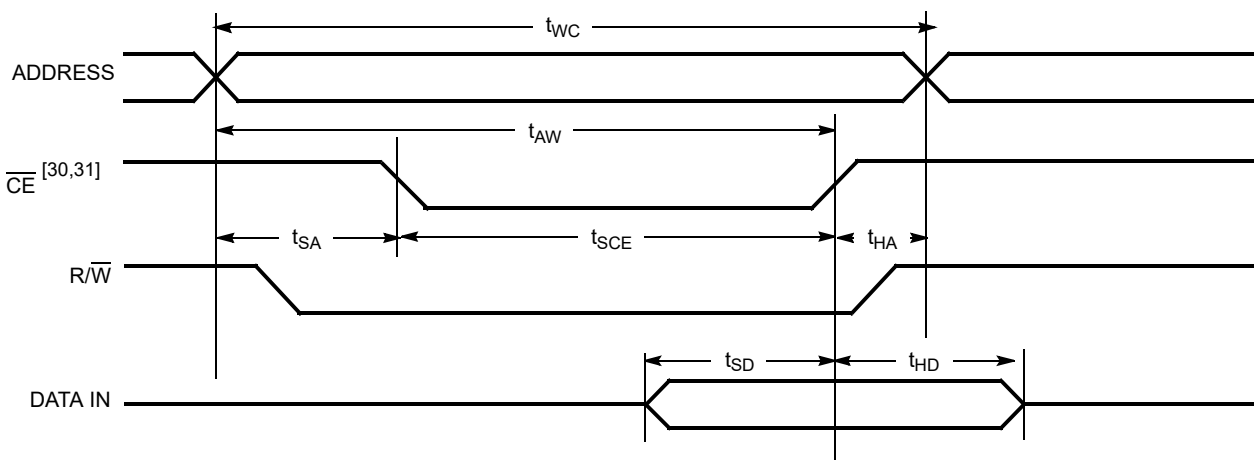 tWC
ADDRESS
tAW
CE [30,31]
tSA tSCE tHA
R/W
tSD tHD
DATA IN